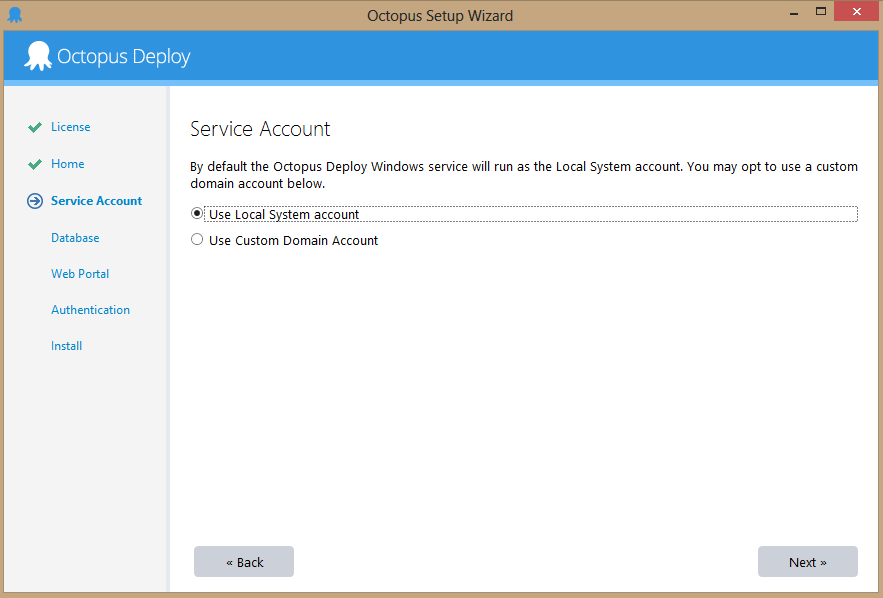 Octopus Setup Wizard
Octopus Deploy
License
Home
Service Account
Database
Web Portal
Authentication
Install
Service Account
By default the Octopus Deploy Windows service will run as the Local System account. You may opt to use a custom
domain account below.
Use Local System account
Use Custom Domain Account
« Back
Next »